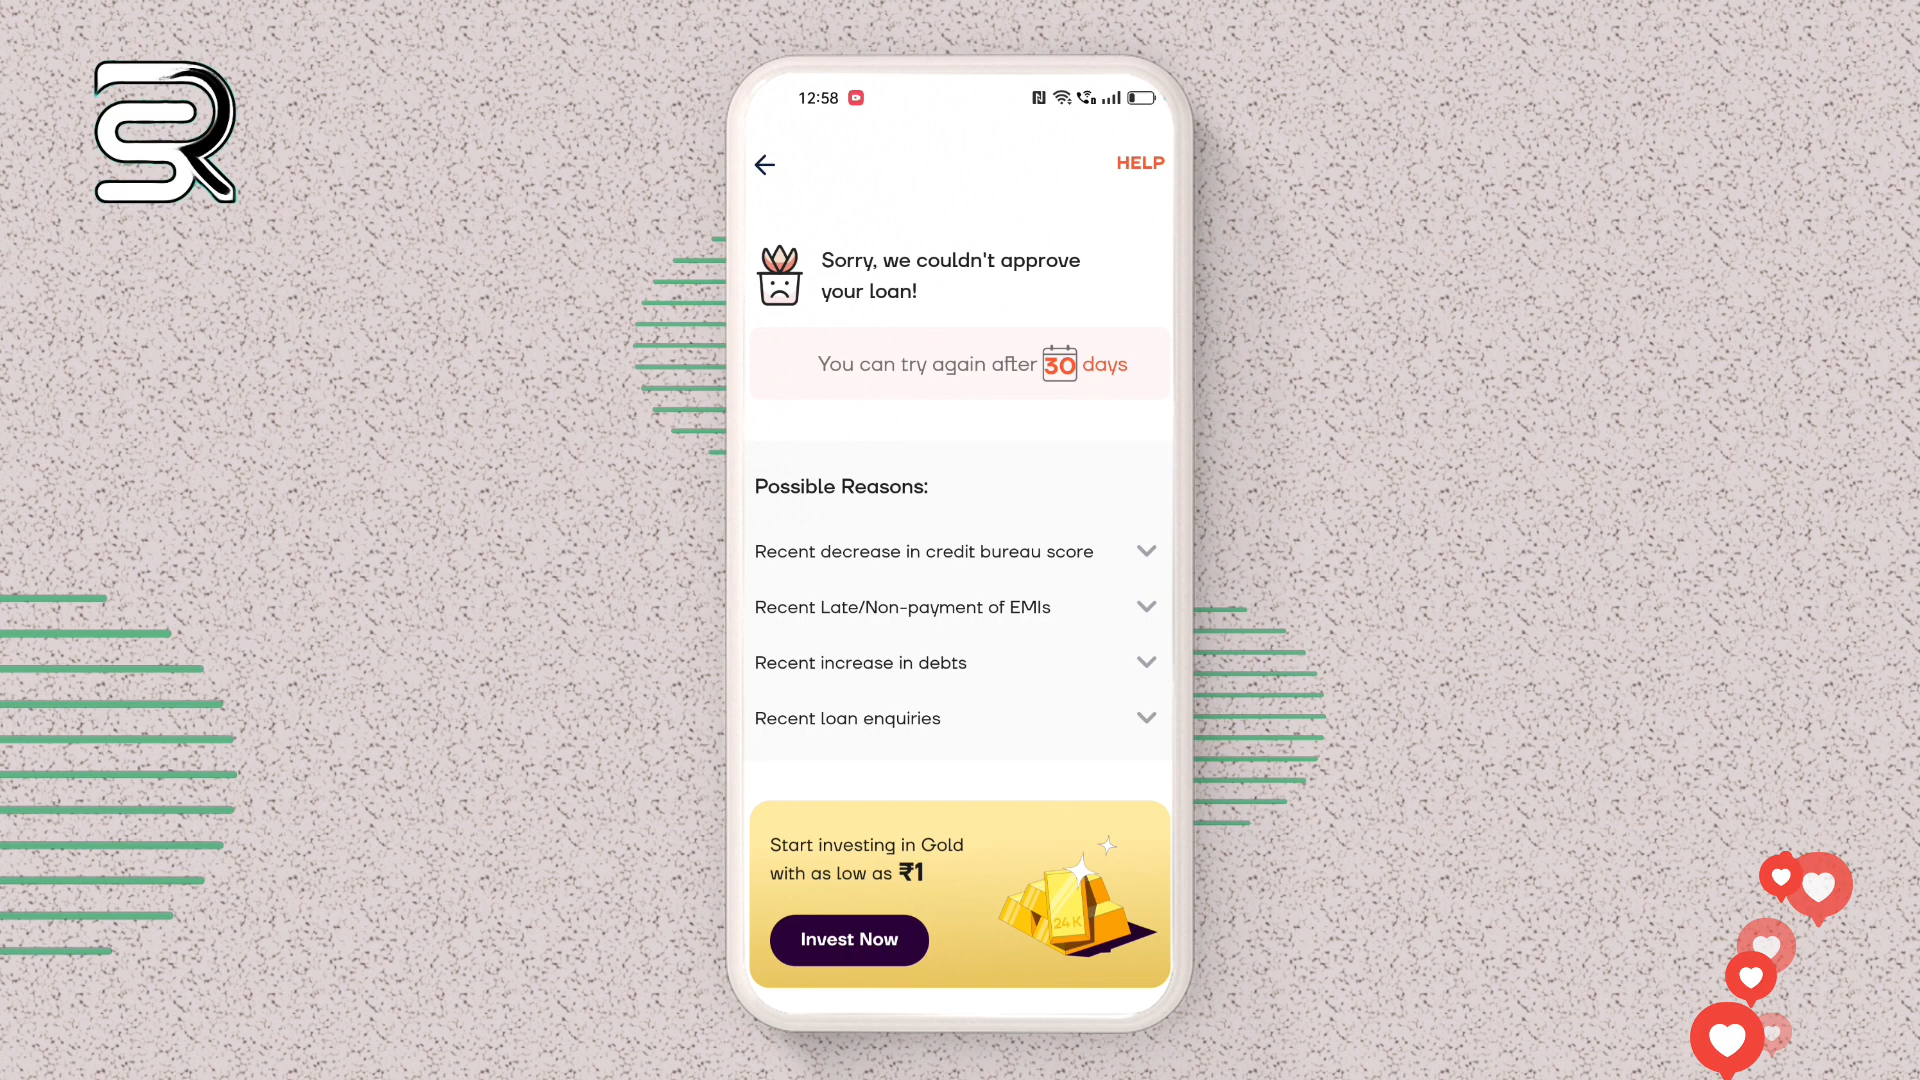 SR
12:58
HELP
Sorry, we couldn't approve
your loan!
You can try again after 30 days
Possible Reasons:
Recent decrease in credit bureau score
Recent Late/Non-payment of EMIs
Recent increase in debts
Recent loan enquiries
Start investing in Gold
with as low as ₹1
24K
Invest Now